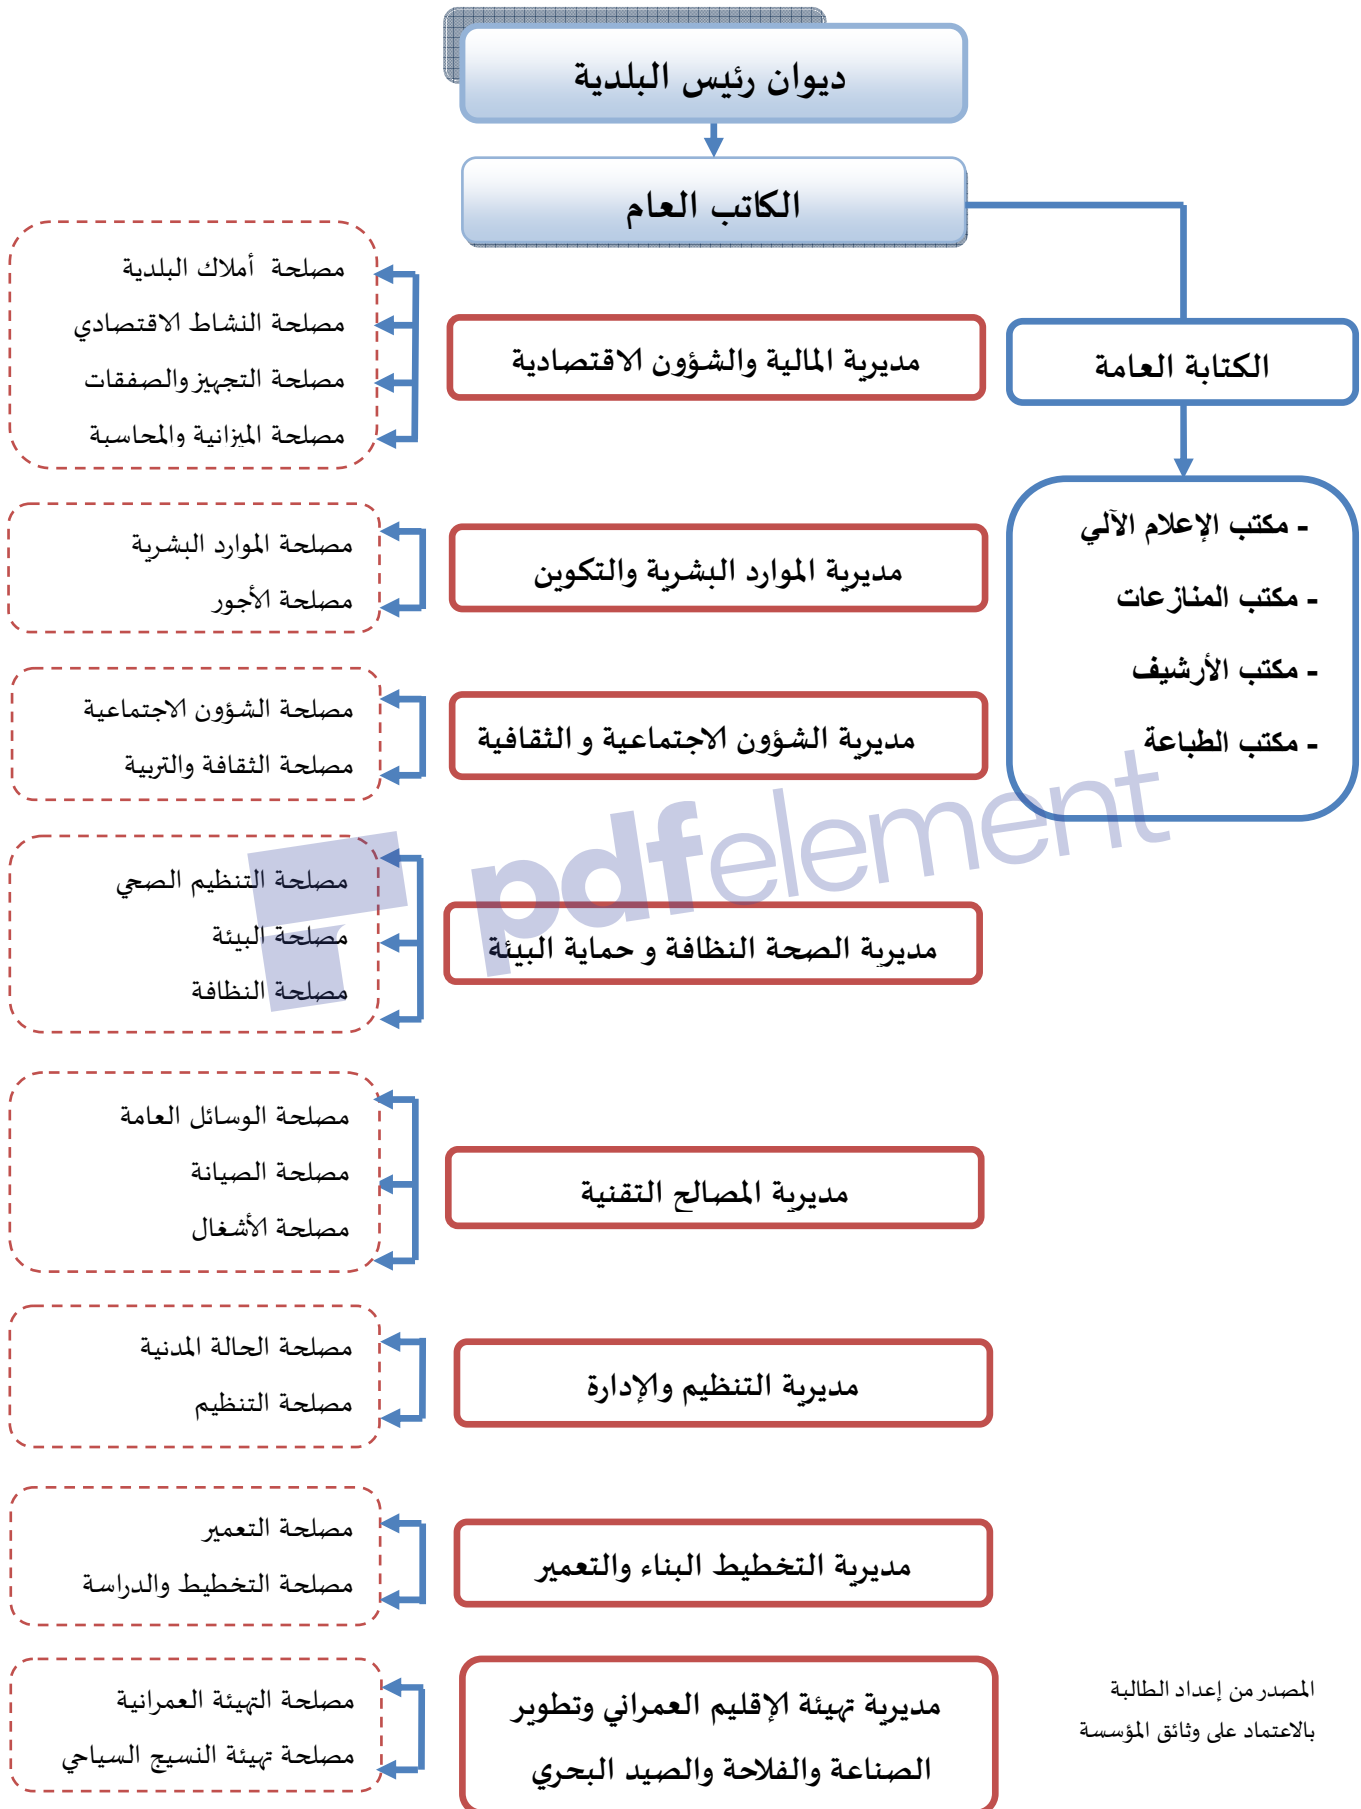 ديوان رئيس البلدية
الكاتب العام
الكتابة العامة
- مكتب الإعلام الآلي
- مكتب المنازعات
- مكتب الأرشيف
- مكتب الطباعة
مديرية المالية والشؤون الاقتصادية
مصلحة أملاك البلدية
مصلحة النشاط الاقتصادي
مصلحة التجهيز والصفقات
مصلحة الميزانية والمحاسبة
مديرية الموارد البشرية والتكوين
مصلحة الموارد البشرية
مصلحة الأجور
مديرية الشؤون الاجتماعية و الثقافية
مصلحة الشؤون الاجتماعية
مصلحة الثقافة والتربية
pdfelement
مديرية الصحة النظافة و حماية البيئة
مصلحة التنظيم الصحي
مصلحة البيئة
مصلحة النظافة
مديرية المصالح التقنية
مصلحة الوسائل العامة
مصلحة الصيانة
مصلحة الأشغال
مديرية التنظيم والإدارة
مصلحة الحالة المدنية
مصلحة التنظيم
مديرية التخطيط البناء والتعمير
مصلحة التعمير
مصلحة التخطيط والدراسة
مديرية تهيئة الإقليم العمراني وتطوير
الصناعة والفلاحة والصيد البحري
مصلحة التهيئة العمرانية
مصلحة تهيئة النسيج السياحي
المصدر من إعداد الطالبة
بالاعتماد على وثائق المؤسسة